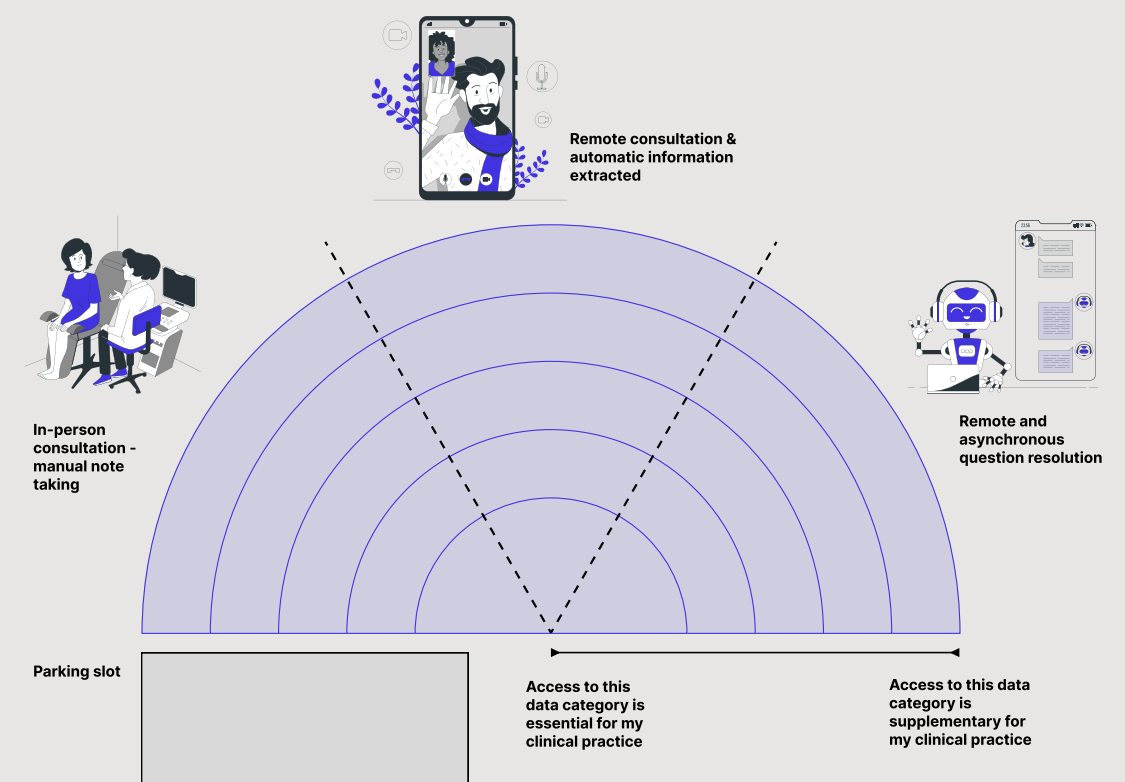 Remote consultation &
automatic information
extracted
In-person
consultation -
manual note
taking
Remote and
asynchronous
question resolution
Parking slot
Access to this
data category is
essential for my
clinical practice
Access to this data
category is
supplementary for
my clinical practice